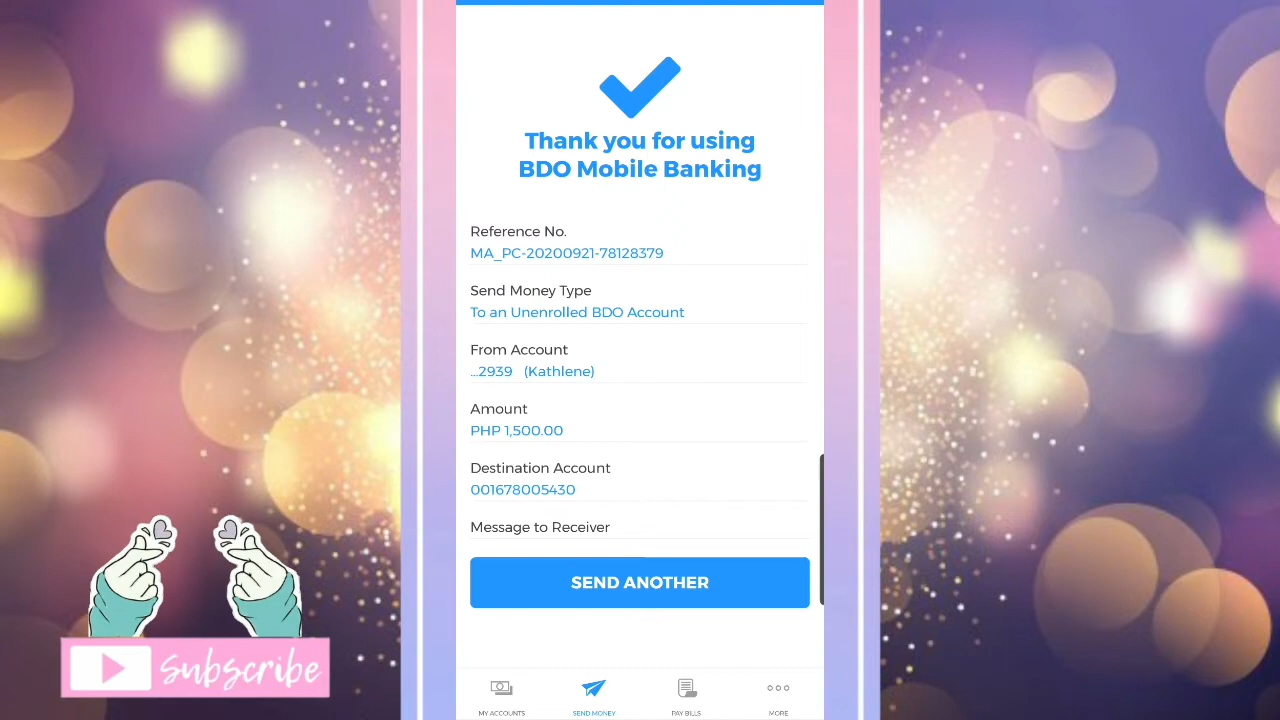 Thank you for using
BDO Mobile Banking
Reference No.
MA_PC-20200921-78128379
Send Money Type
To an Unenrolled BDO Account
From Account
...2939 (Kathlene)
Amount
PHP 1,500.00
Destination Account
001678005430
Message to Receiver
SEND ANOTHER
MY ACCOUNTS
SEND MONEY
PAY BILLS
MORE
Subscribe